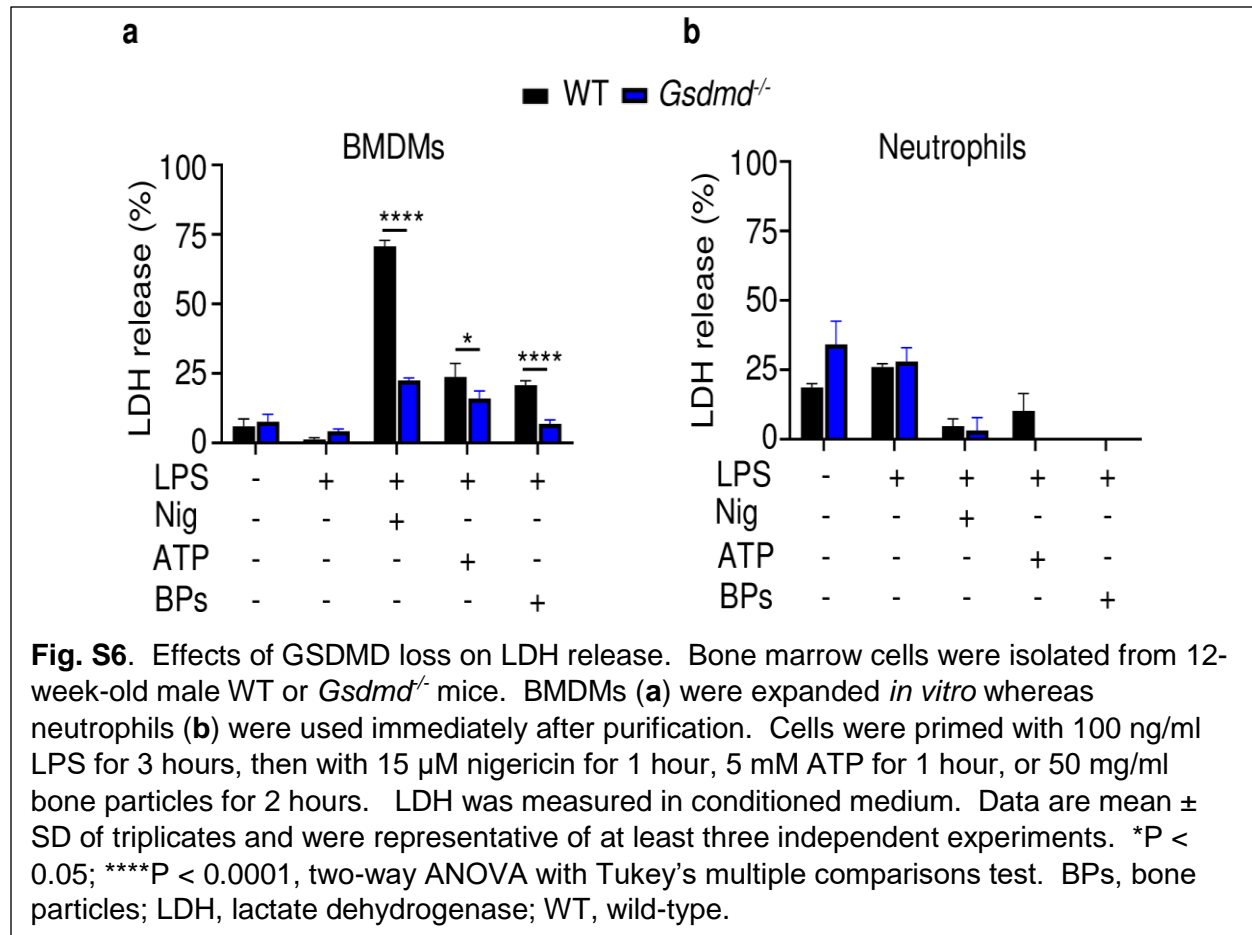 a
b
WT Gsdmd-/-
BMDMs
LDH release (%)
100
75
50
25
0
****
*
****
LPS - + + + +
Nig - - + - -
ATP - - - + -
BPs - - - - +
Neutrophils
LDH release (%)
100
75
50
25
0
LPS - + + + +
Nig - - + - -
ATP - - - + -
BPs - - - - +
Fig. S6. Effects of GSDMD loss on LDH release. Bone marrow cells were isolated from 12-
week-old male WT or Gsdmd-/- mice. BMDMs (a) were expanded in vitro whereas
neutrophils (b) were used immediately after purification. Cells were primed with 100 ng/ml
LPS for 3 hours, then with 15 µM nigericin for 1 hour, 5 mM ATP for 1 hour, or 50 mg/ml
bone particles for 2 hours. LDH was measured in conditioned medium. Data are mean ±
SD of triplicates and were representative of at least three independent experiments. *P <
0.05; ****P < 0.0001, two-way ANOVA with Tukey's multiple comparisons test. BPs, bone
particles; LDH, lactate dehydrogenase; WT, wild-type.